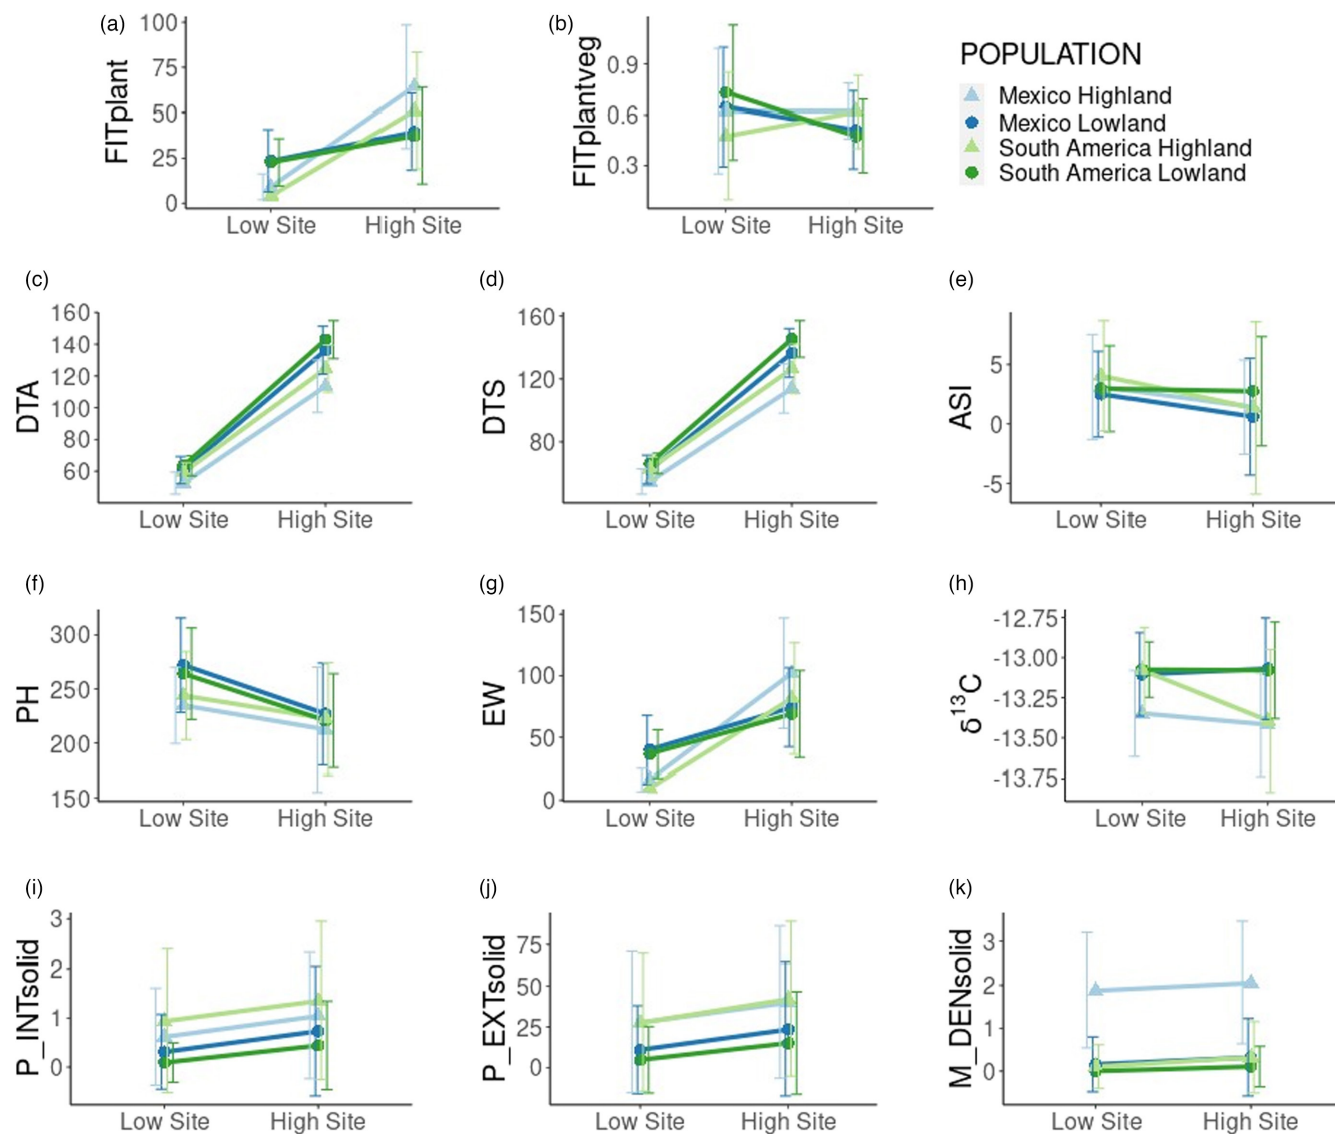 (a)
FITplant
100
75
50
25
0
Low Site
High Site
(b)
FITplantveg
0.9
0.6
0.3
Low Site
High Site
POPULATION
Mexico Highland
Mexico Lowland
South America Highland
South America Lowland
(c)
DTA
160
140
120
100
80
60
Low Site
High Site
(d)
DTS
160
120
80
Low Site
High Site
(e)
ASI
5
0
-5
Low Site
High Site
(f)
PH
300
250
200
150
Low Site
High Site
(g)
EW
150
100
50
0
Low Site
High Site
(h)
δ¹³C
-12.75
-13.00
-13.25
-13.50
-13.75
Low Site
High Site
(i)
P_INTsolid
3
2
1
0
Low Site
High Site
(j)
P_EXTsolid
75
50
25
0
Low Site
High Site
(k)
M_DENsolid
3
2
1
0
Low Site
High Site